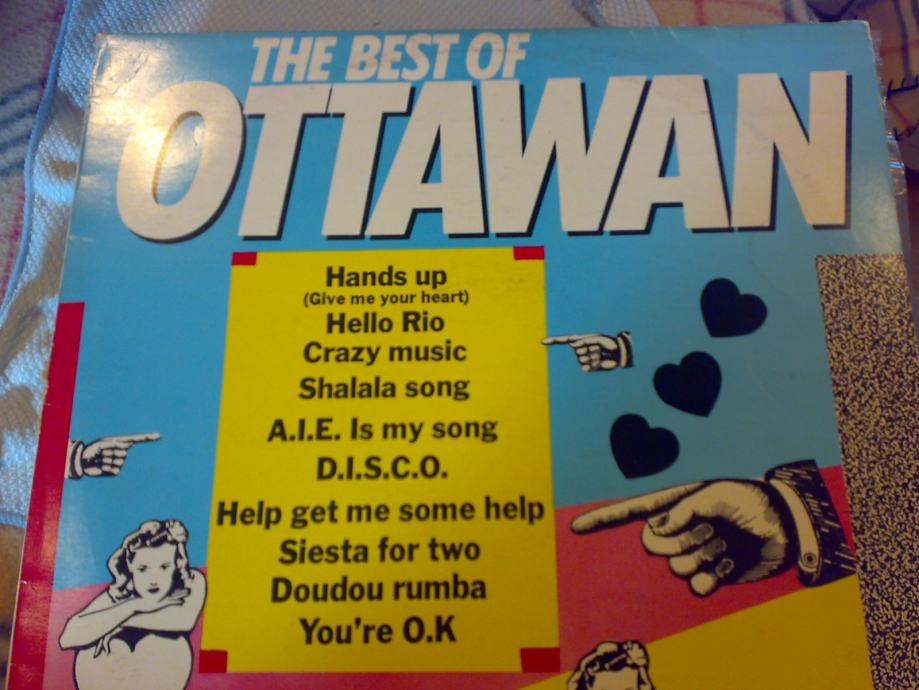 THE BEST OF
OTTAWAN
Hands up
(Give me your heart)
Hello Rio
Crazy music
Shalala song
A.I.E. Is my song
D.I.S.C.O.
Help get me some help
Siesta for two
Doudou rumba
You're O.K